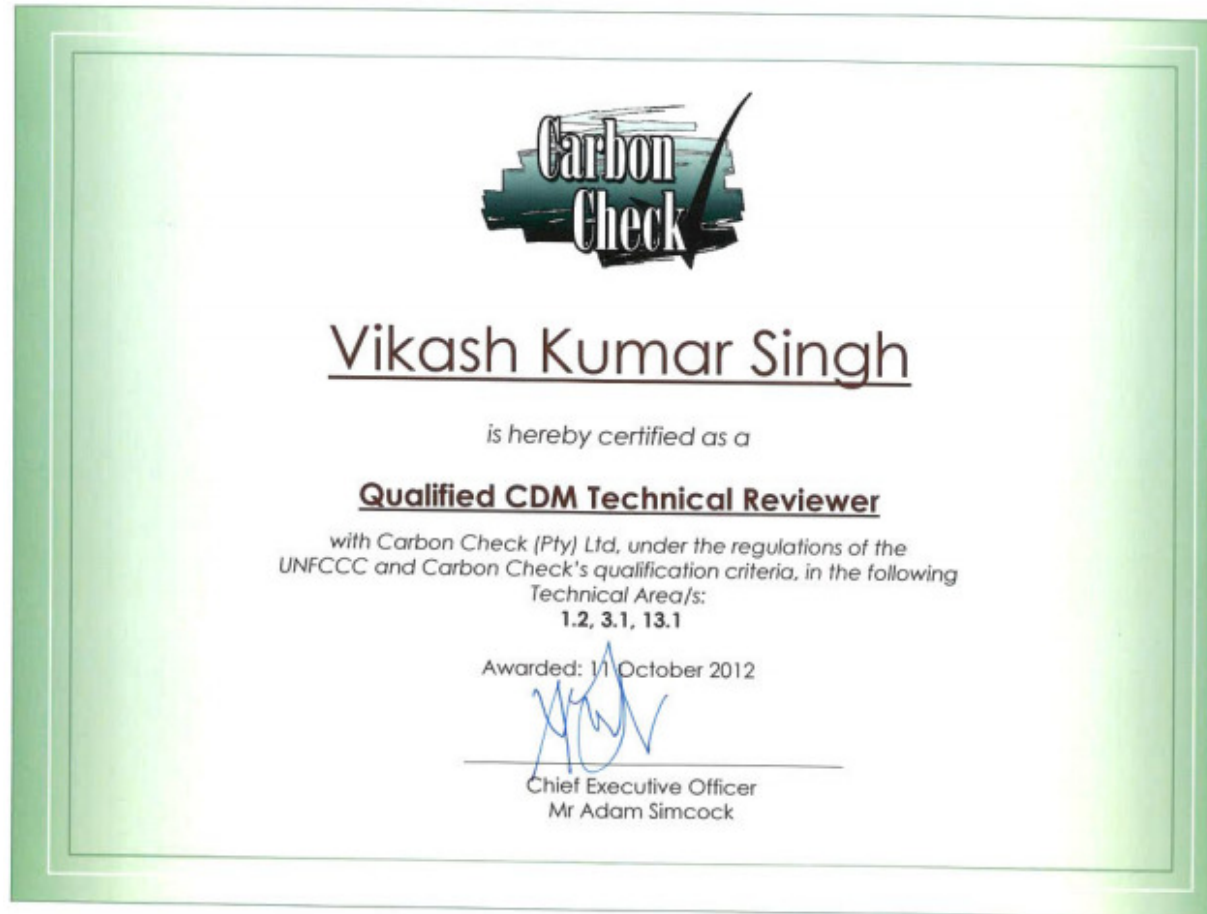 Carbon
Check
Vikash Kumar Singh
is hereby certified as a
Qualified CDM Technical Reviewer
with Carbon Check (Pty) Ltd, under the regulations of the
UNFCCC and Carbon Check's qualification criteria, in the following
Technical Area/s:
1.2, 3.1, 13.1
Awarded: 11 October 2012
Chief Executive Officer
Mr Adam Simcock